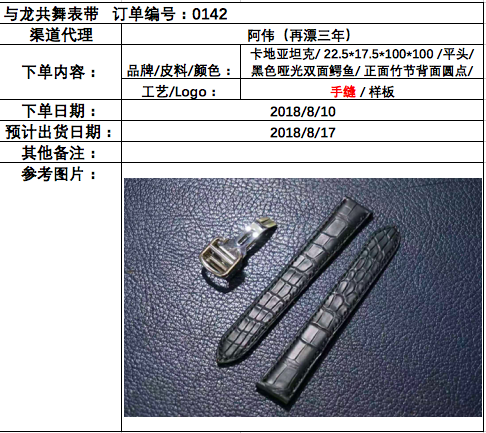 与龙共舞表带 订单编号：0142
渠道代理 阿伟（再漂三年）
下单内容： 品牌/皮料/颜色： 卡地亚坦克/ 22.5*17.5*100*100 /平头/
黑色哑光双面鳄鱼/ 正面竹节背面圆点/
工艺/Logo： 手缝 / 样板
下单日期： 2018/8/10
预计出货日期： 2018/8/17
其他备注：
参考图片：